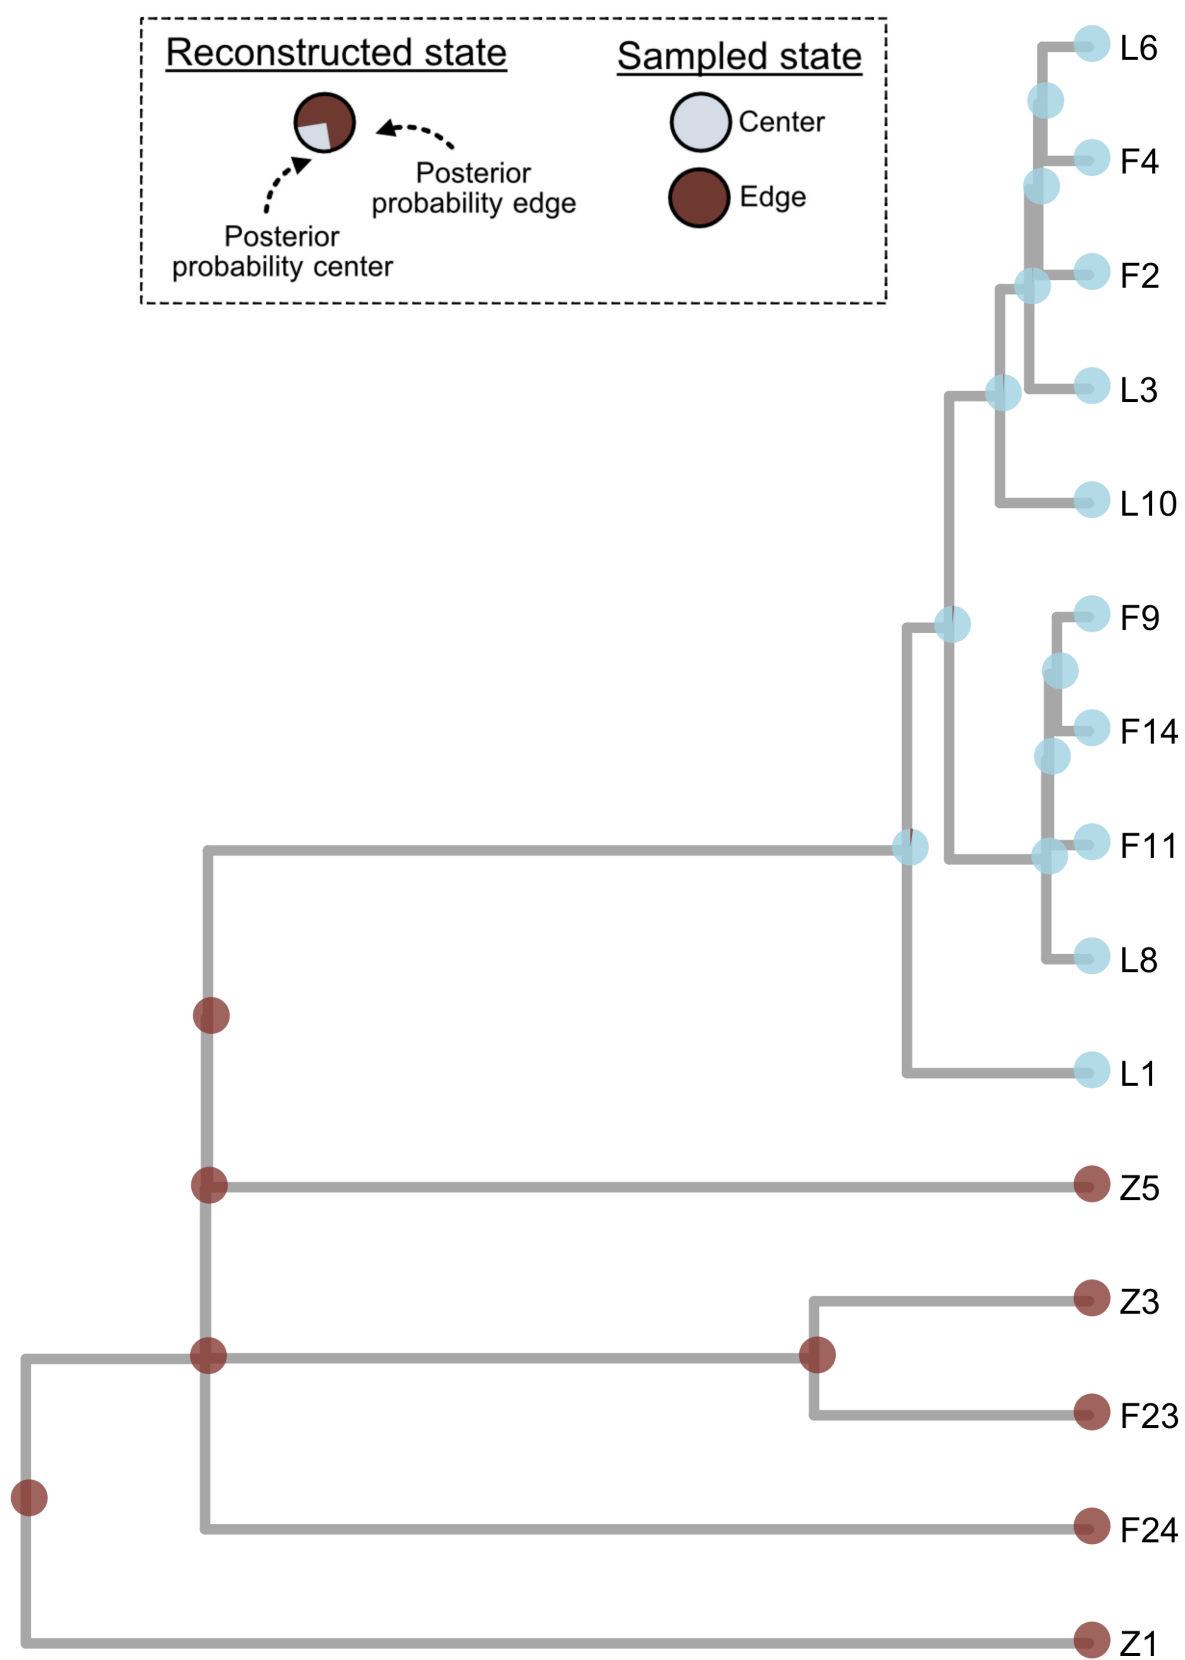 Reconstructed state
Posterior
probability edge
Posterior
probability center
Sampled state
Center
Edge
L6
F4
F2
L3
L10
F9
F14
F11
L8
L1
Z5
Z3
F23
F24
Z1